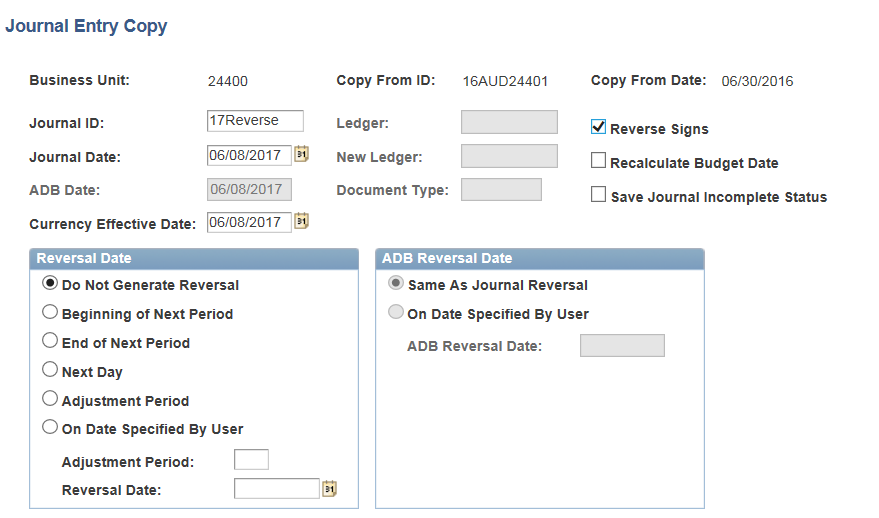 Journal Entry Copy
Business Unit: 24400 Copy From ID: 16AUD24401 Copy From Date: 06/30/2016
Journal ID: 17Reverse Ledger: Reverse Signs
Journal Date: 06/08/2017 31 New Ledger: Recalculate Budget Date
ADB Date: 06/08/2017 Document Type: Save Journal Incomplete Status
Currency Effective Date: 06/08/2017 31
Reversal Date
Do Not Generate Reversal
Beginning of Next Period
End of Next Period
Next Day
Adjustment Period
On Date Specified By User
Adjustment Period:
Reversal Date: 31
ADB Reversal Date
Same As Journal Reversal
On Date Specified By User
ADB Reversal Date: